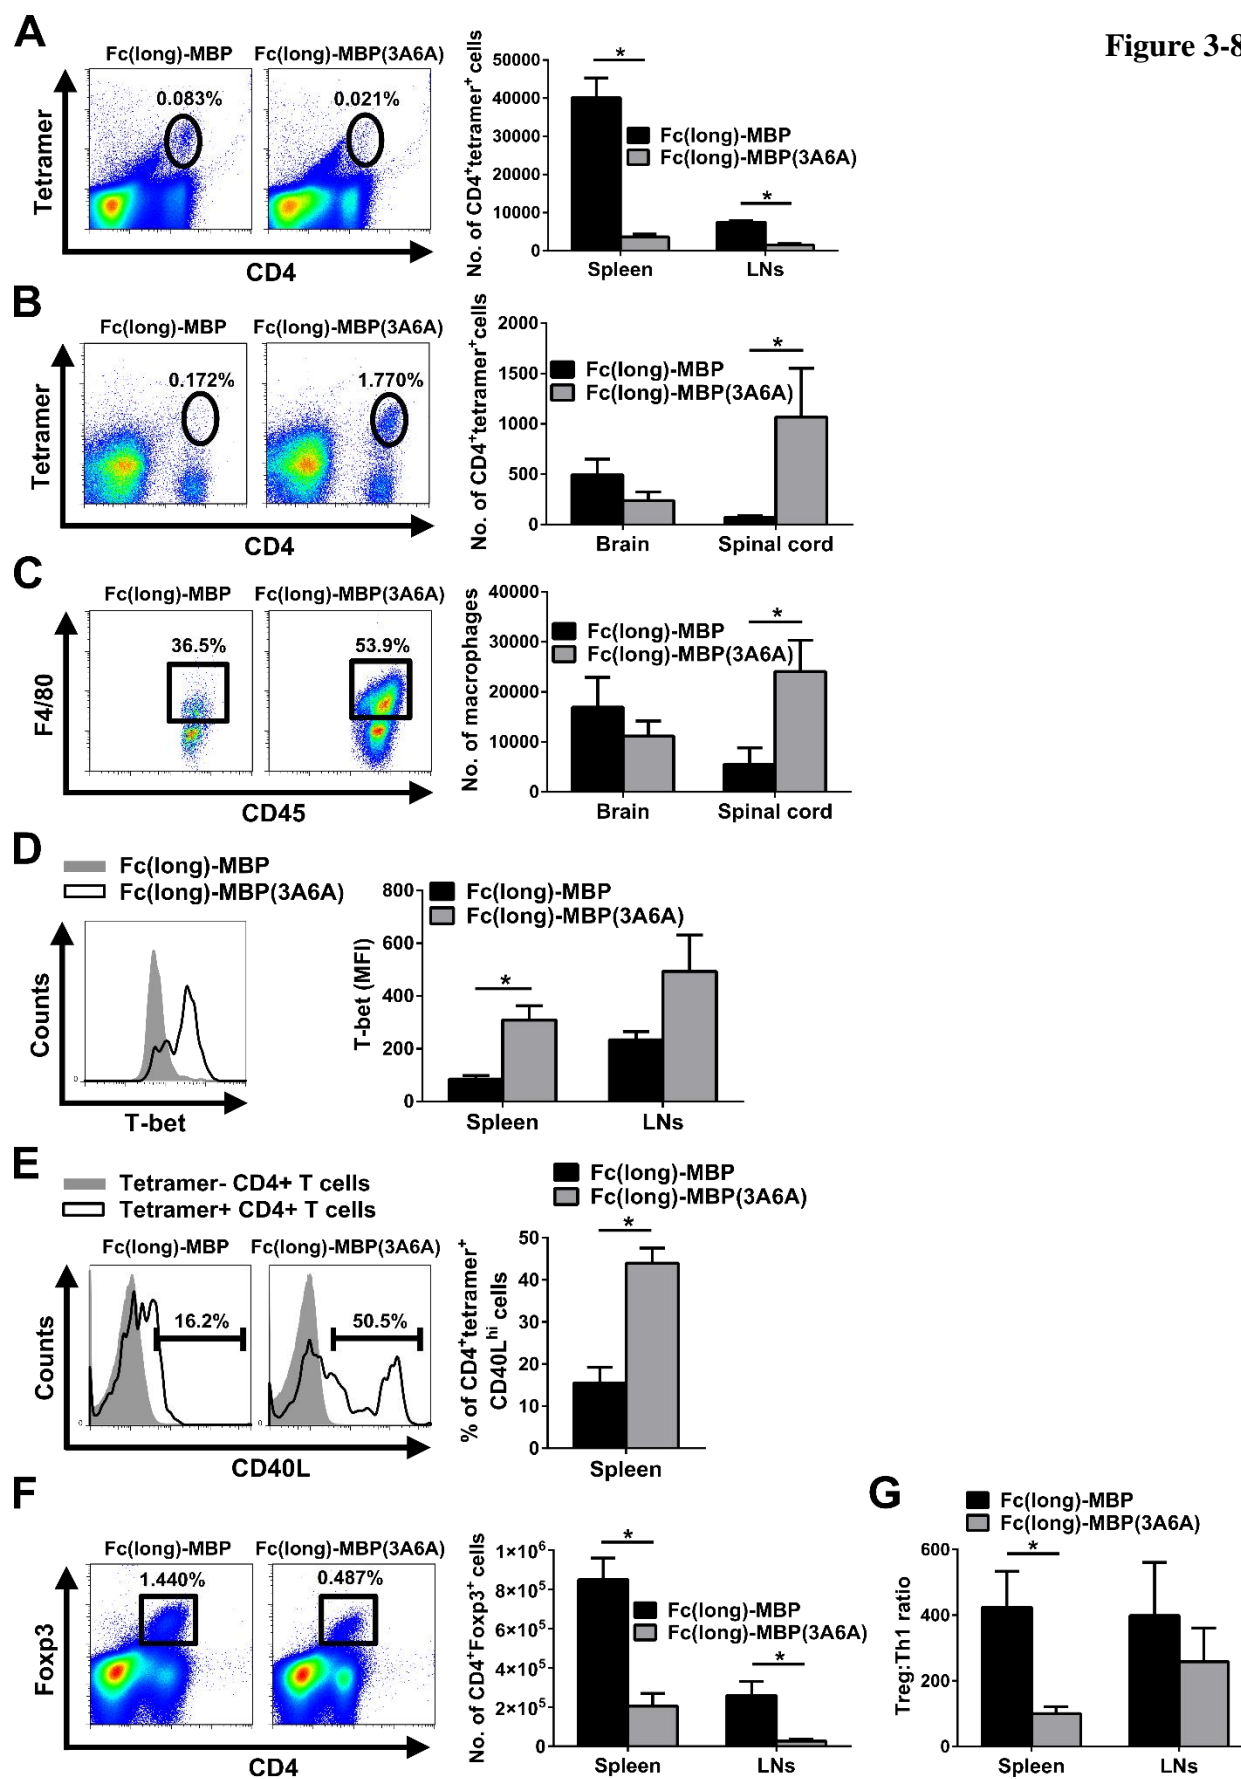 Figure 3-8
A
Fc(long)-MBP
Fc(long)-MBP(3A6A)
0.083%
0.021%
Tetramer
CD4
No. of CD4⁺tetramer⁺ cells
50000
40000
30000
20000
10000
0
*
*
Fc(long)-MBP
Fc(long)-MBP(3A6A)
Spleen
LNs
B
Fc(long)-MBP
Fc(long)-MBP(3A6A)
0.172%
1.770%
Tetramer
CD4
No. of CD4⁺tetramer⁺cells
2000
1500
1000
500
0
*
Fc(long)-MBP
Fc(long)-MBP(3A6A)
Brain
Spinal cord
C
Fc(long)-MBP
Fc(long)-MBP(3A6A)
36.5%
53.9%
F4/80
CD45
No. of macrophages
40000
30000
20000
10000
0
*
Fc(long)-MBP
Fc(long)-MBP(3A6A)
Brain
Spinal cord
D
Fc(long)-MBP
Fc(long)-MBP(3A6A)
Counts
0
T-bet
T-bet (MFI)
800
600
400
200
0
Fc(long)-MBP
Fc(long)-MBP(3A6A)
*
Spleen
LNs
E
Tetramer- CD4+ T cells
Tetramer+ CD4+ T cells
Fc(long)-MBP
Fc(long)-MBP(3A6A)
16.2%
50.5%
Counts
0
0
CD40L
Fc(long)-MBP
Fc(long)-MBP(3A6A)
% of CD4⁺tetramer⁺
CD40Lʰⁱ cells
50
40
30
20
10
0
*
Spleen
F
Fc(long)-MBP
Fc(long)-MBP(3A6A)
1.440%
0.487%
Foxp3
CD4
No. of CD4⁺Foxp3⁺ cells
1×10⁶
8×10⁵
6×10⁵
4×10⁵
2×10⁵
0
*
*
Fc(long)-MBP
Fc(long)-MBP(3A6A)
Spleen
LNs
G
Fc(long)-MBP
Fc(long)-MBP(3A6A)
Treg:Th1 ratio
600
400
200
0
*
Spleen
LNs